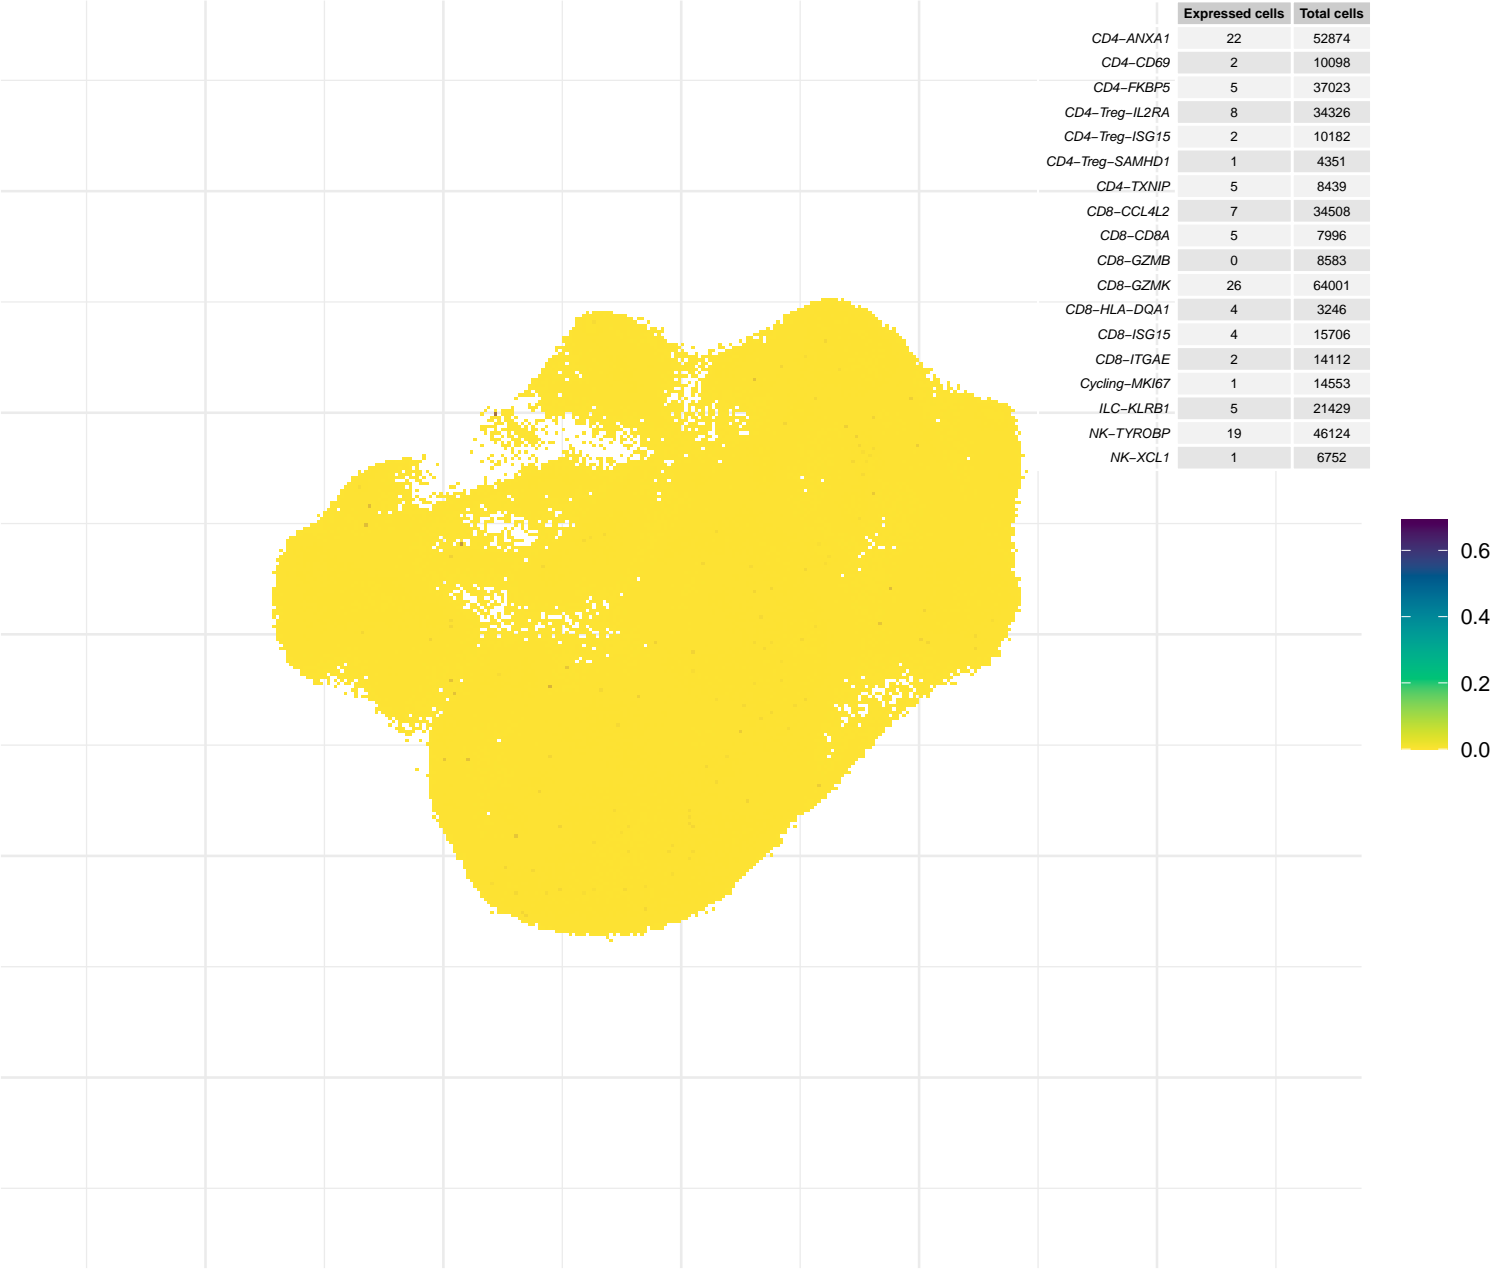 Expressed cells Total cells
CD4−ANXA1 22 52874
CD4−CD69 2 10098
CD4−FKBP5 5 37023
CD4−Treg−IL2RA 8 34326
CD4−Treg−ISG15 2 10182
CD4−Treg−SAMHD1 1 4351
CD4−TXNIP 5 8439
CD8−CCL4L2 7 34508
CD8−CD8A 5 7996
CD8−GZMB 0 8583
CD8−GZMK 26 64001
CD8−HLA−DQA1 4 3246
CD8−ISG15 4 15706
CD8−ITGAE 2 14112
Cycling−MKI67 1 14553
ILC−KLRB1 5 21429
NK−TYROBP 19 46124
NK−XCL1 1 6752
0.6
0.4
0.2
0.0